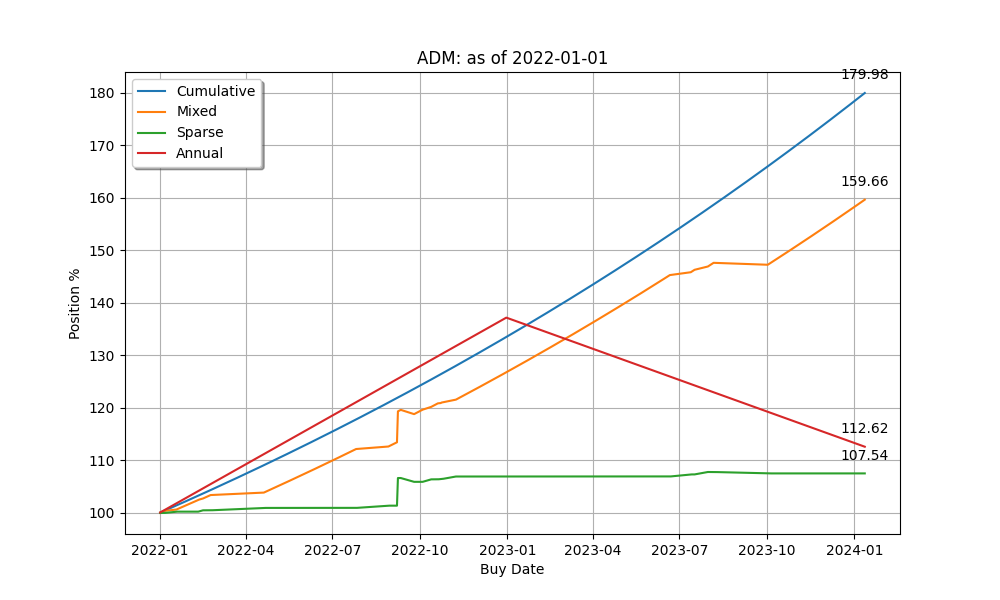 ADM: as of 2022-01-01
Cumulative
Mixed
Sparse
Annual
179.98
159.66
112.62
107.54
180
170
160
150
140
130
120
110
100
Position %
2022-01 2022-04 2022-07 2022-10 2023-01 2023-04 2023-07 2023-10 2024-01
Buy Date